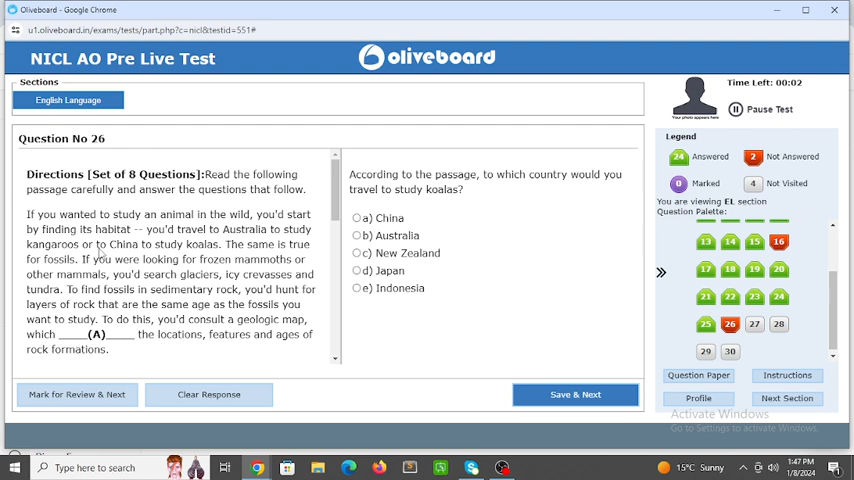 Oliveboard - Google Chrome
u1.oliveboard.in/exams/tests/part.php?c=nicl&testid=551#
NICL AO Pre Live Test
oliveboard
Sections
English Language
Time Left: 00:02
Pause Test
Your photo appears here
Question No 26
Directions [Set of 8 Questions]:Read the following
passage carefully and answer the questions that follow.
If you wanted to study an animal in the wild, you'd start
by finding its habitat -- you'd travel to Australia to study
kangaroos or to China to study koalas. The same is true
for fossils. If you were looking for frozen mammoths or
other mammals, you'd search glaciers, icy crevasses and
tundra. To find fossils in sedimentary rock, you'd hunt for
layers of rock that are the same age as the fossils you
want to study. To do this, you'd consult a geologic map,
which _____(A)_____ the locations, features and ages of
rock formations.
According to the passage, to which country would you
travel to study koalas?
a) China
b) Australia
c) New Zealand
d) Japan
e) Indonesia
Legend
24 Answered
2 Not Answered
0 Marked
4 Not Visited
You are viewing EL section
Question Palette:
13 14 15 16
17 18 19 20
21 22 23 24
25 26 27 28
29 30
Mark for Review & Next
Clear Response
Save & Next
Question Paper
Instructions
Profile
Next Section
Activate Windows
Go to Settings to activate Windows.
Type here to search
15°C Sunny
1:47 PM
1/8/2024